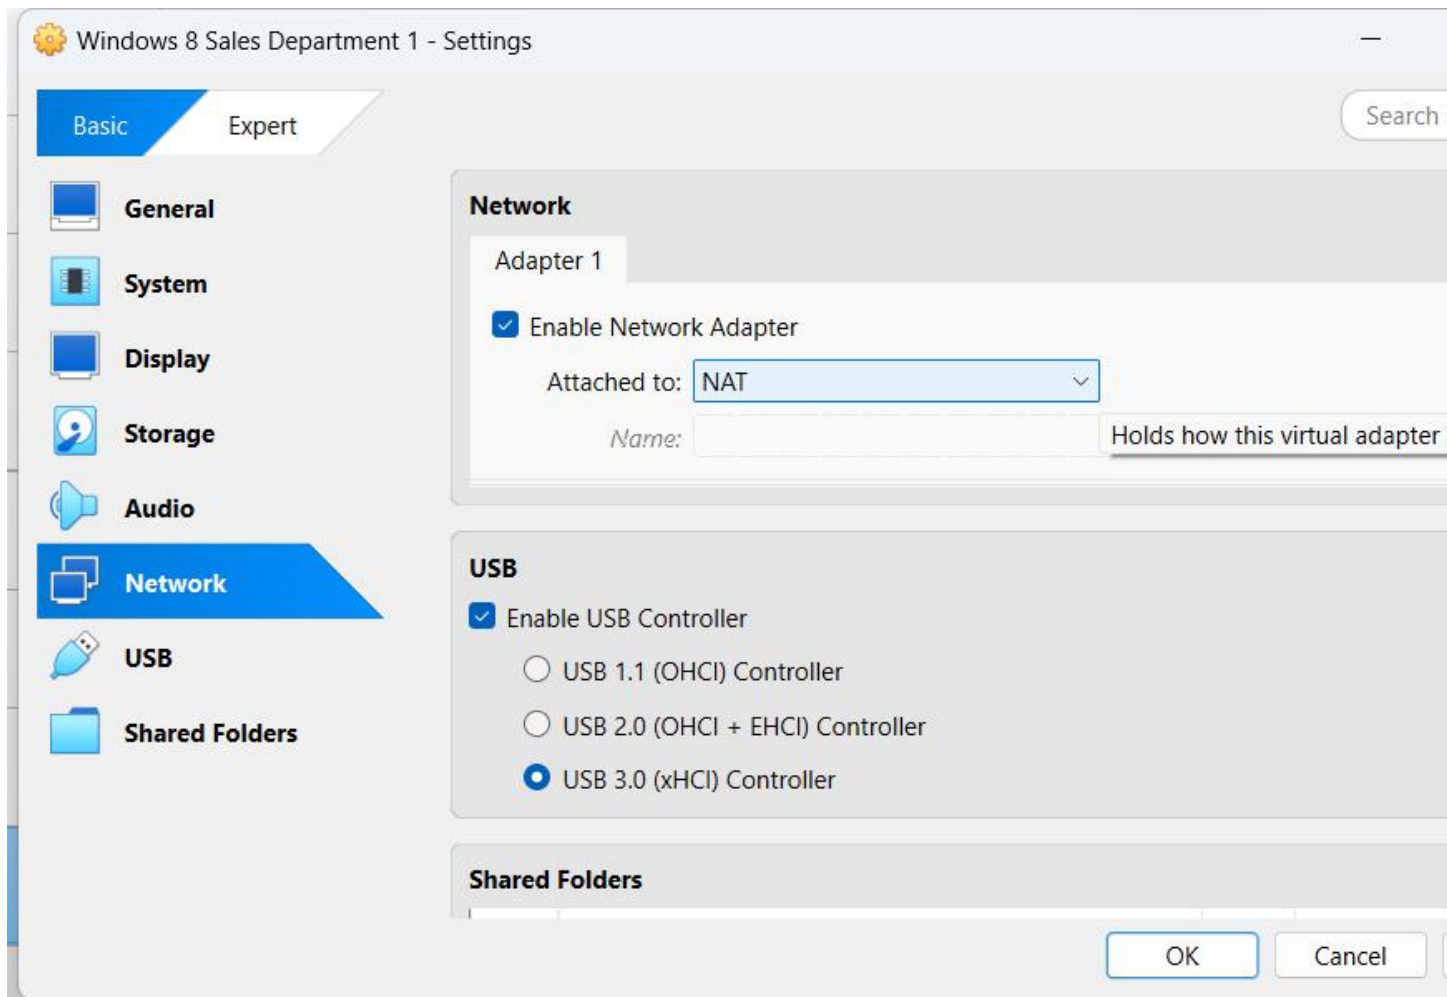 Windows 8 Sales Department 1 - Settings
Basic
Expert
Search
General
System
Display
Storage
Audio
Network
USB
Shared Folders
Network
Adapter 1
Enable Network Adapter
Attached to: NAT
Name:
Holds how this virtual adapter
USB
Enable USB Controller
USB 1.1 (OHCI) Controller
USB 2.0 (OHCI + EHCI) Controller
USB 3.0 (xHCI) Controller
Shared Folders
OK
Cancel